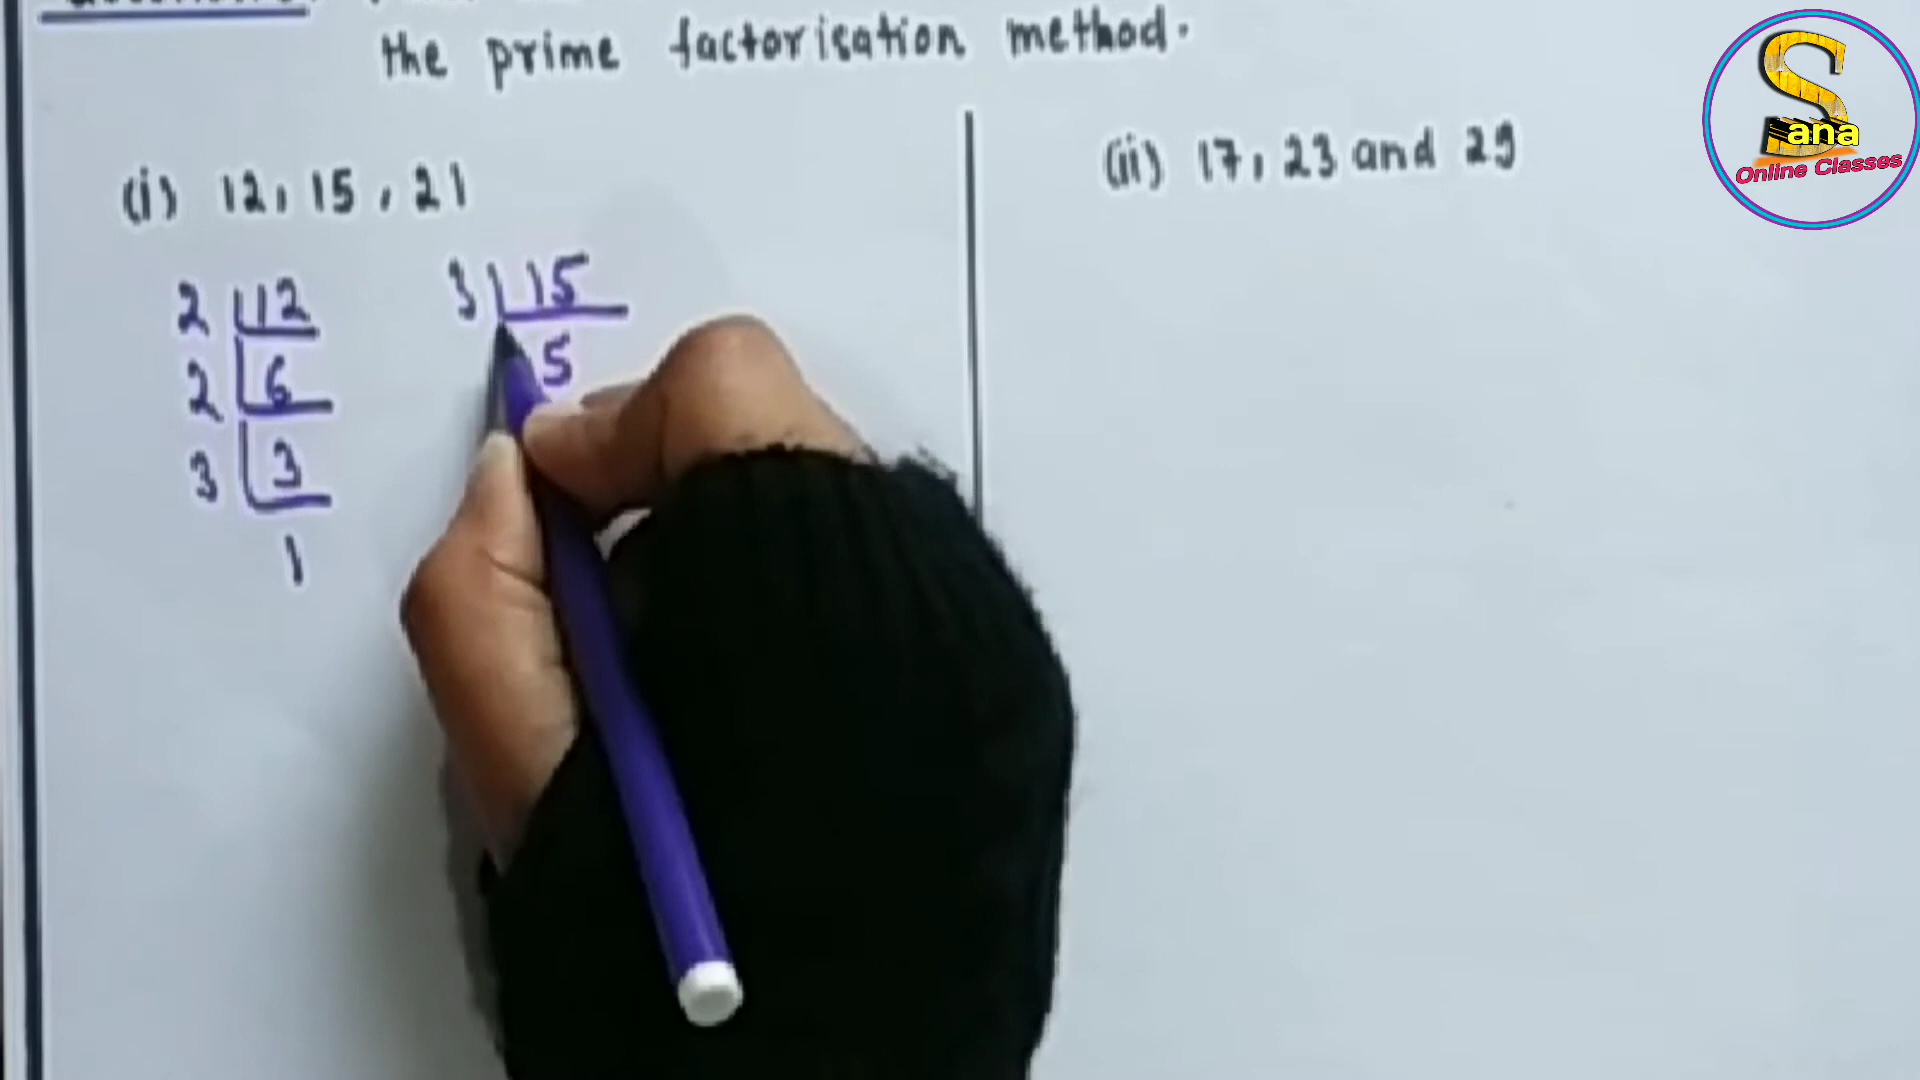 the prime factorisation method.
(i) 12, 15, 21
(ii) 17, 23 and 29
2 12
2 6
3 3
1
3 15
5
Sana
Online Classes